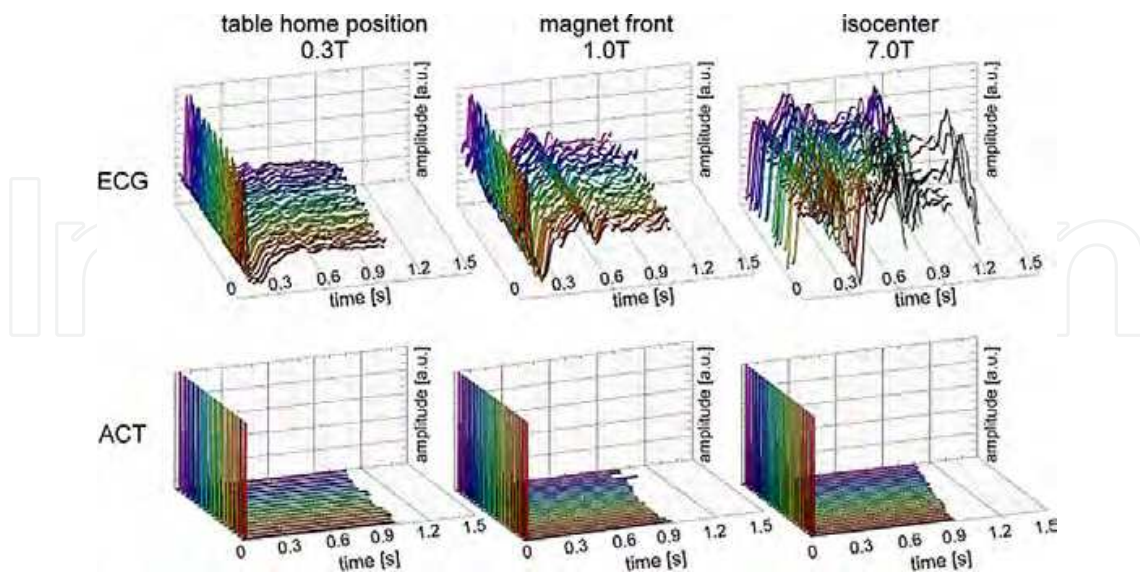 table home position
0.3T
magnet front
1.0T
isocenter
7.0T
ECG
amplitude [a.u.]
amplitude [a.u.]
amplitude [a.u.]
0 0.3 0.6 0.9 1.2 1.5
time [s]
0 0.3 0.6 0.9 1.2 1.5
time [s]
0 0.3 0.6 0.9 1.2 1.5
time [s]
ACT
amplitude [a.u.]
amplitude [a.u.]
amplitude [a.u.]
0 0.3 0.6 0.9 1.2 1.5
time [s]
0 0.3 0.6 0.9 1.2 1.5
time [s]
0 0.3 0.6 0.9 1.2 1.5
time [s]